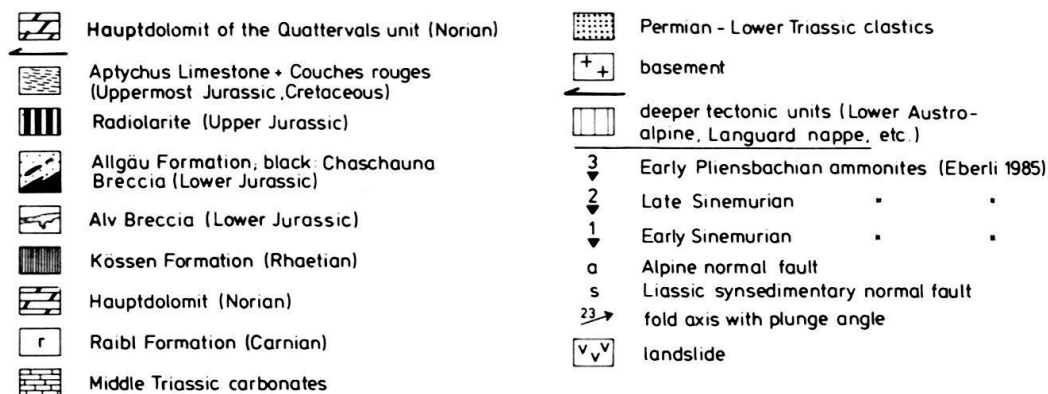 Hauptdolomit of the Quattervals unit (Norian)
Aptychus Limestone + Couches rouges
(Uppermost Jurassic, Cretaceous)
Radiolarite (Upper Jurassic)
Allgäu Formation; black: Chaschauna
Breccia (Lower Jurassic)
Alv Breccia (Lower Jurassic)
Kössen Formation (Rhaetian)
Hauptdolomit (Norian)
r Raibl Formation (Carnian)
Middle Triassic carbonates
Permian - Lower Triassic clastics
+ + basement
deeper tectonic units (Lower Austro-
alpine, Languard nappe, etc.)
3 Early Pliensbachian ammonites (Eberli 1985)
2 Late Sinemurian " "
1 Early Sinemurian " "
a Alpine normal fault
s Liassic synsedimentary normal fault
23 fold axis with plunge angle
v v v landslide